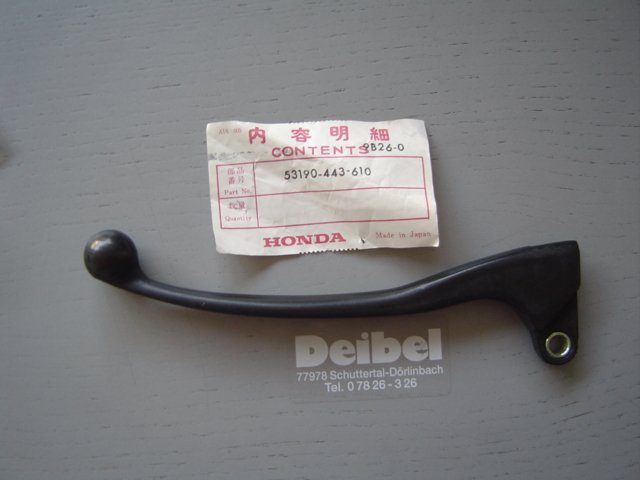 内容明細
CONTENTS 9B26-0
部品番号
Part No.
53190-443-610
数量
Quantity
HONDA
Made in Japan
Deibel
77978 Schuttertal-Dörlinbach
Tel. 0 78 26 - 3 26